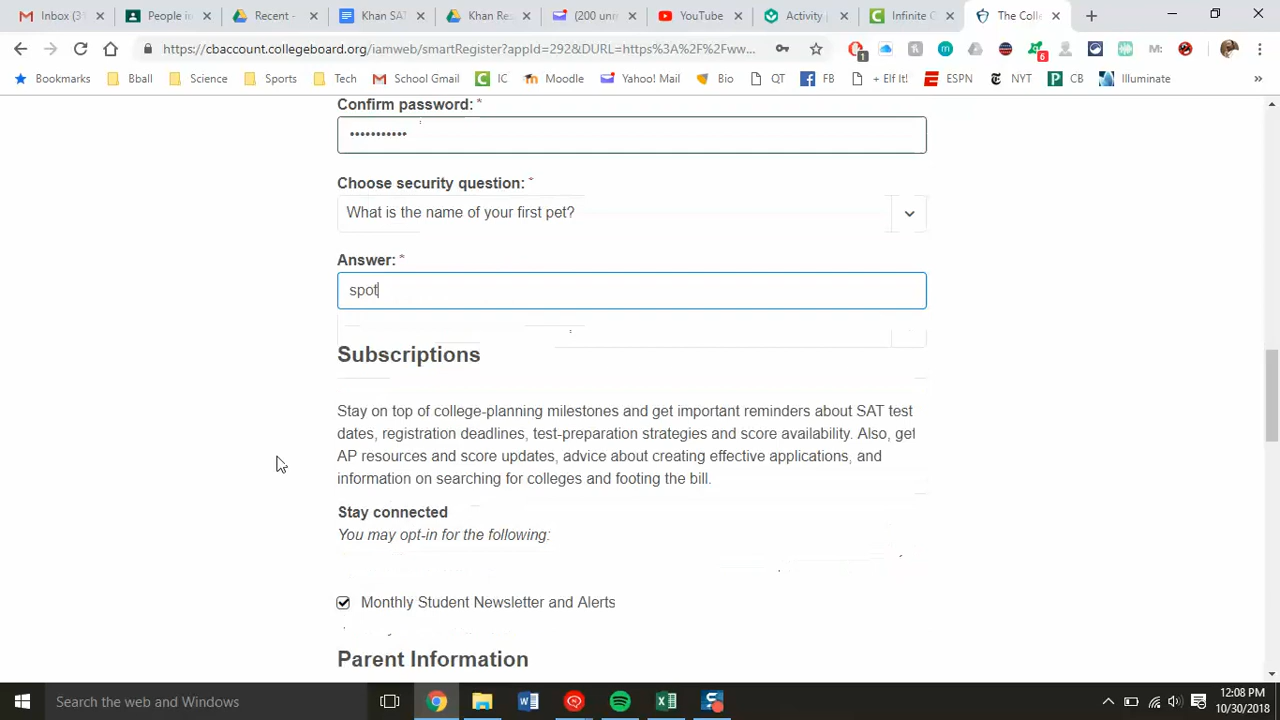 Inbox (31
People to
Recent -
Khan SAT
Khan Re
(200 unr
YouTube
Activity
Infinite C
The Colle
https://cbaccount.collegeboard.org/iamweb/smartRegister?appId=292&DURL=https%3A%2F%2Fww...
Bookmarks
Bball
Science
Sports
Tech
School Gmail
IC
Moodle
Yahoo! Mail
Bio
QT
FB
+ Elf It!
ESPN
NYT
CB
Illuminate
Confirm password: *
•••••••••••
Choose security question: *
What is the name of your first pet?
Answer: *
spot
Subscriptions
Stay on top of college-planning milestones and get important reminders about SAT test
dates, registration deadlines, test-preparation strategies and score availability. Also, get
AP resources and score updates, advice about creating effective applications, and
information on searching for colleges and footing the bill.
Stay connected
You may opt-in for the following:
Monthly Student Newsletter and Alerts
Parent Information
Search the web and Windows
12:08 PM
10/30/2018